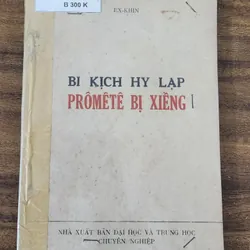 B 300 K
EX-KHIN
BI KỊCH HY LẠP
PRÔMÊTÊ BỊ XIỀNG
NHÀ XUẤT BẢN ĐẠI HỌC VÀ TRUNG HỌC
CHUYÊN NGHIỆP